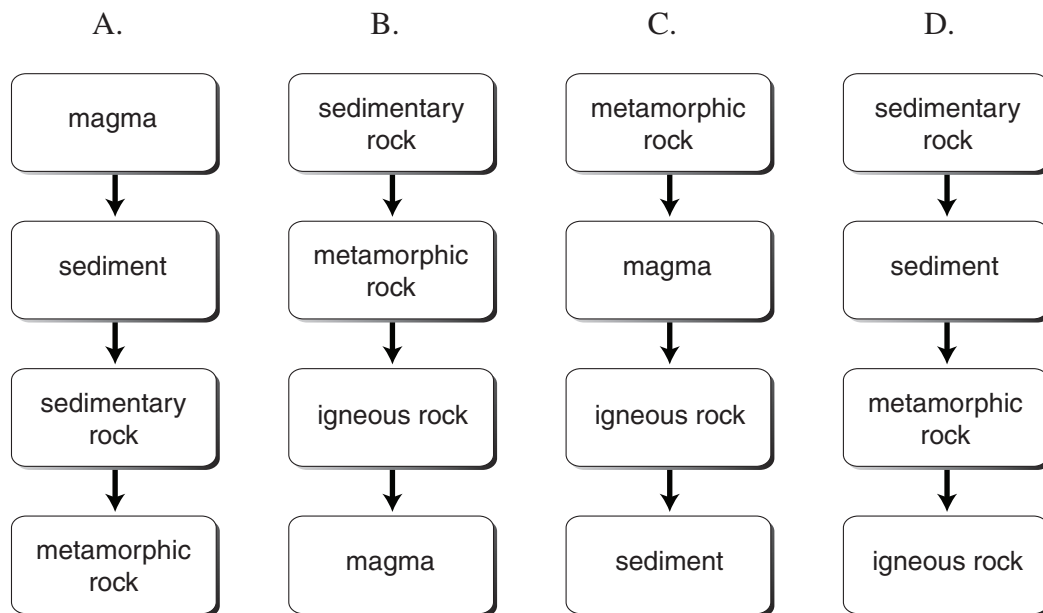 A.
magma
sediment
sedimentary
rock
metamorphic
rock
B.
sedimentary
rock
metamorphic
rock
igneous rock
magma
C.
metamorphic
rock
magma
igneous rock
sediment
D.
sedimentary
rock
sediment
metamorphic
rock
igneous rock